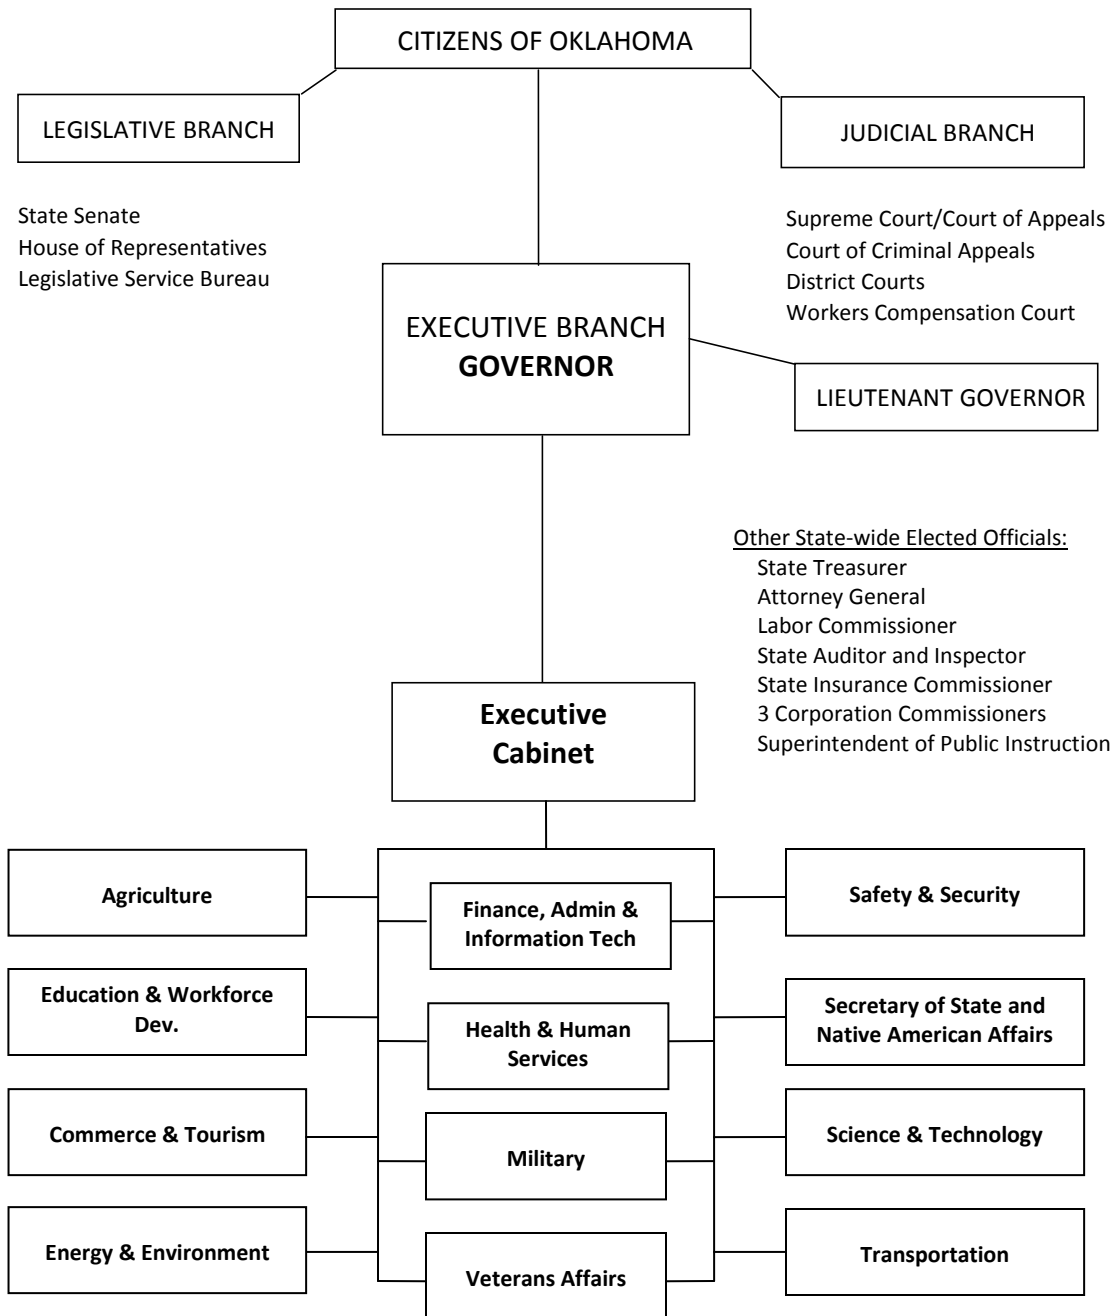 CITIZENS OF OKLAHOMA
LEGISLATIVE BRANCH
JUDICIAL BRANCH
State Senate
House of Representatives
Legislative Service Bureau
Supreme Court/Court of Appeals
Court of Criminal Appeals
District Courts
Workers Compensation Court
EXECUTIVE BRANCH
GOVERNOR
LIEUTENANT GOVERNOR
Other State-wide Elected Officials:
State Treasurer
Attorney General
Labor Commissioner
State Auditor and Inspector
State Insurance Commissioner
3 Corporation Commissioners
Superintendent of Public Instruction
Executive
Cabinet
Agriculture
Finance, Admin &
Information Tech
Safety & Security
Education & Workforce
Dev.
Health & Human
Services
Secretary of State and
Native American Affairs
Commerce & Tourism
Military
Science & Technology
Energy & Environment
Veterans Affairs
Transportation